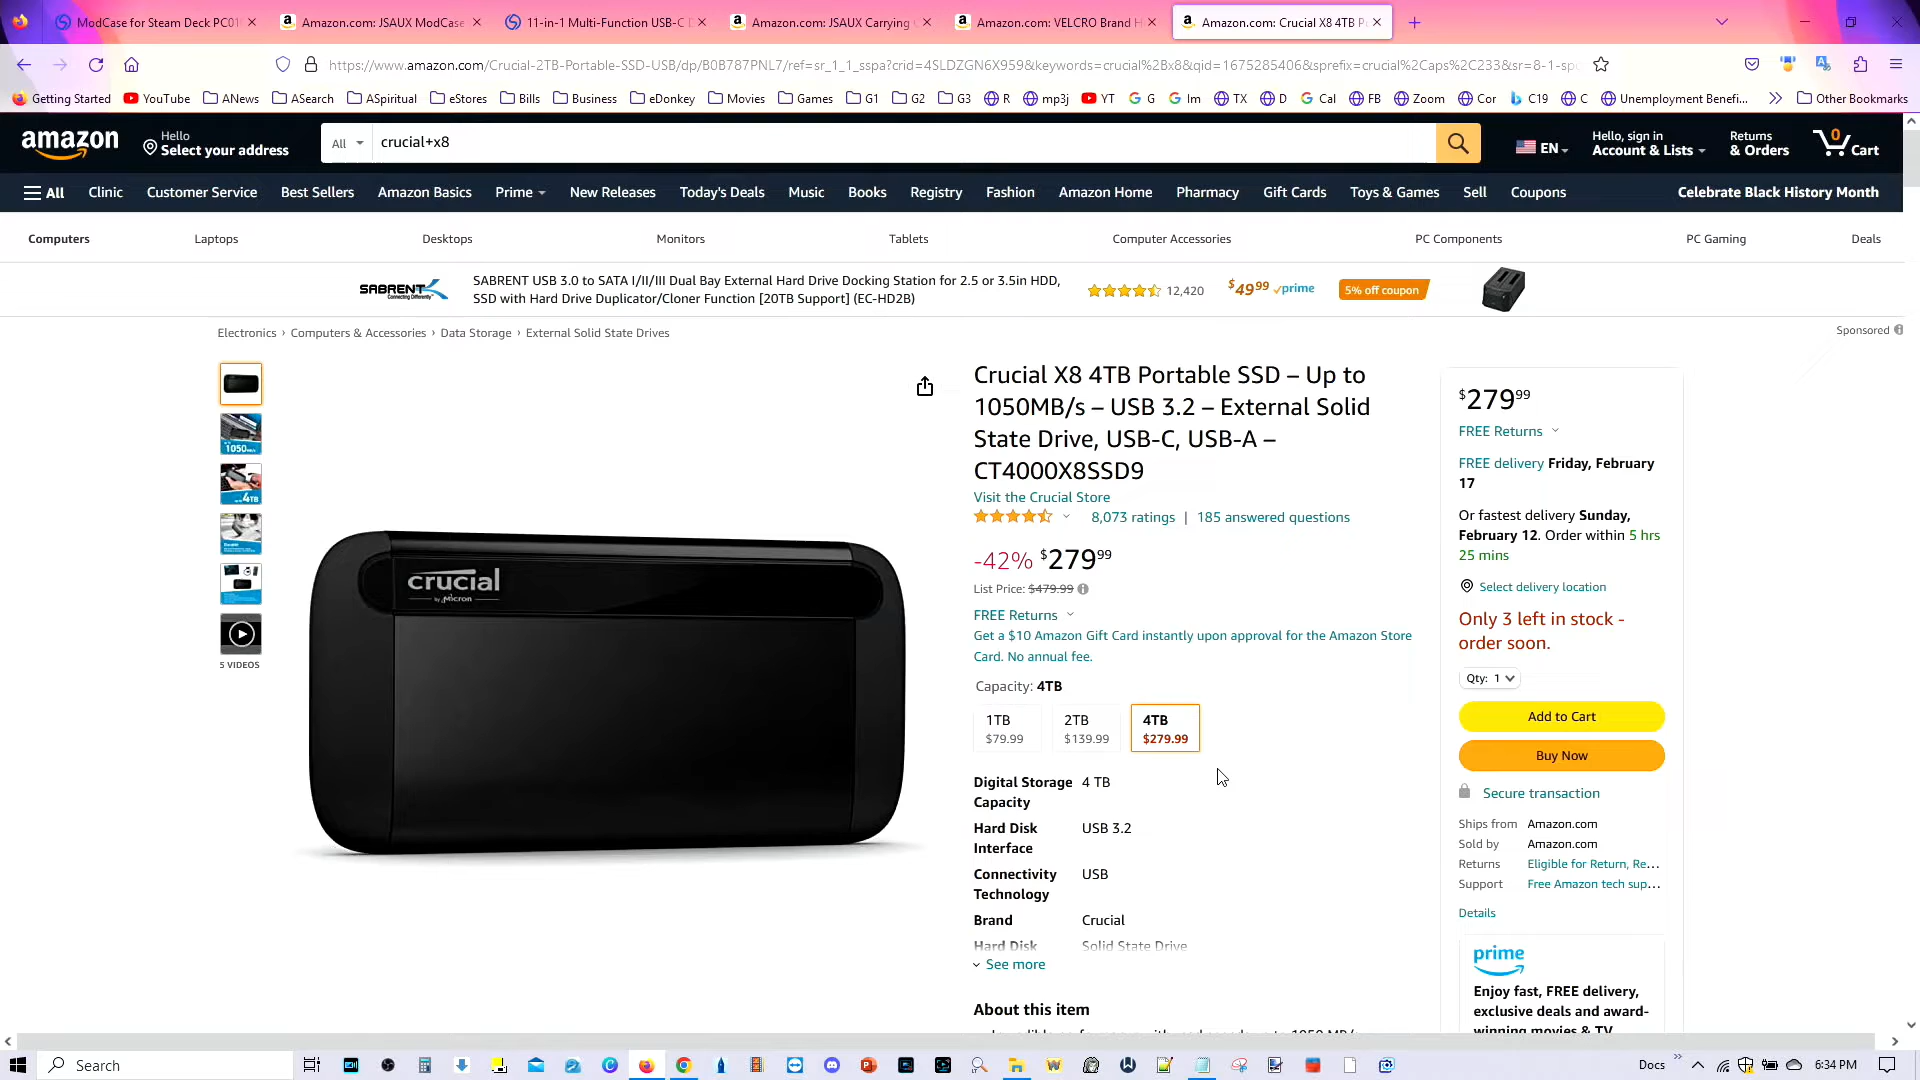 ModCase for Steam Deck PC010
Amazon.com: JSAUX ModCase
11-in-1 Multi-Function USB-C D
Amazon.com: JSAUX Carrying C
Amazon.com: VELCRO Brand H
Amazon.com: Crucial X8 4TB P
https://www.amazon.com/Crucial-2TB-Portable-SSD-USB/dp/B0B787PNL7/ref=sr_1_1_sspa?crid=4SLDZGN6X959&keywords=crucial%2Bx8&qid=1675285406&sprefix=crucial%2Caps%2C233&sr=8-1-sp
Getting Started YouTube ANews ASearch ASpiritual eStores Bills Business eDonkey Movies Games G1 G2 G3 R mp3j YT G Im TX D Cal FB Zoom Cor C19 C Unemployment Benefi... Other Bookmarks
amazon
Hello
Select your address
All
crucial+x8
EN
Hello, sign in
Account & Lists
Returns
& Orders
0
Cart
All Clinic Customer Service Best Sellers Amazon Basics Prime New Releases Today's Deals Music Books Registry Fashion Amazon Home Pharmacy Gift Cards Toys & Games Sell Coupons Celebrate Black History Month
Computers Laptops Desktops Monitors Tablets Computer Accessories PC Components PC Gaming Deals
SABRENT
Connecting Differently
SABRENT USB 3.0 to SATA I/II/III Dual Bay External Hard Drive Docking Station for 2.5 or 3.5in HDD,
SSD with Hard Drive Duplicator/Cloner Function [20TB Support] (EC-HD2B)
12,420
$49 99 prime
5% off coupon
Electronics › Computers & Accessories › Data Storage › External Solid State Drives
Sponsored
1050MB/s
4TB
5 VIDEOS
crucial
by Micron
Crucial X8 4TB Portable SSD – Up to
1050MB/s – USB 3.2 – External Solid
State Drive, USB-C, USB-A –
CT4000X8SSD9
Visit the Crucial Store
8,073 ratings | 185 answered questions
-42% $279 99
List Price: $479.99
FREE Returns
Get a $10 Amazon Gift Card instantly upon approval for the Amazon Store
Card. No annual fee.
Capacity: 4TB
1TB
$79.99
2TB
$139.99
4TB
$279.99
Digital Storage Capacity 4 TB
Hard Disk Interface USB 3.2
Connectivity Technology USB
Brand Crucial
Hard Disk Solid State Drive
See more
About this item
$279 99
FREE Returns
FREE delivery Friday, February
17
Or fastest delivery Sunday,
February 12. Order within 5 hrs
25 mins
Select delivery location
Only 3 left in stock -
order soon.
Qty: 1
Add to Cart
Buy Now
Secure transaction
Ships from Amazon.com
Sold by Amazon.com
Returns Eligible for Return, Re...
Support Free Amazon tech sup...
Details
prime
Enjoy fast, FREE delivery,
exclusive deals and award-
winning movies & TV
Search
Docs
6:34 PM